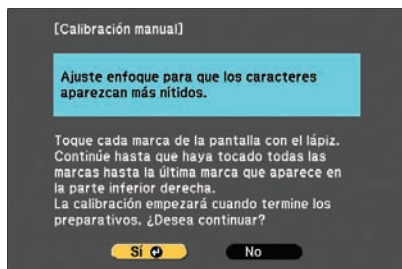 [Calibración manual]
Ajuste enfoque para que los caracteres
aparezcan más nítidos.
Toque cada marca de la pantalla con el lápiz.
Continúe hasta que haya tocado todas las
marcas hasta la última marca que aparece en
la parte inferior derecha.
La calibración empezará cuando termine los
preparativos. ¿Desea continuar?
Sí No